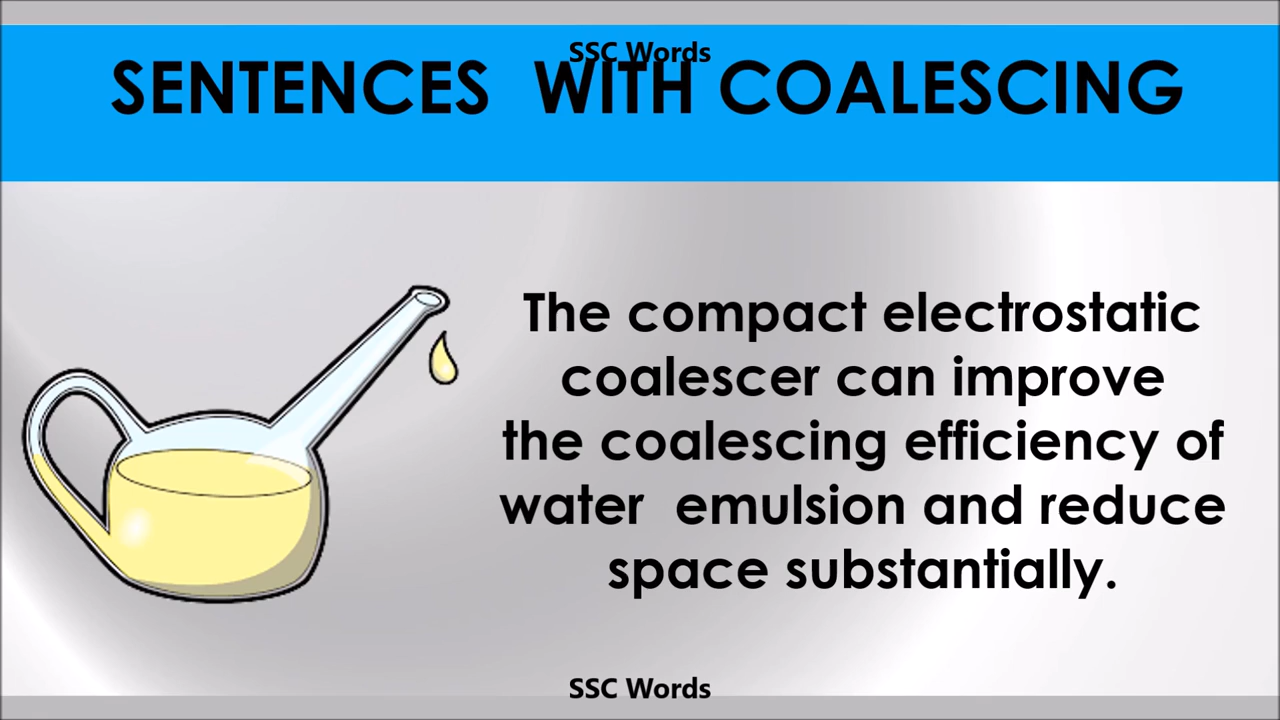 SSC Words
SENTENCES WITH COALESCING
The compact electrostatic
coalescer can improve
the coalescing efficiency of
water emulsion and reduce
space substantially.
SSC Words